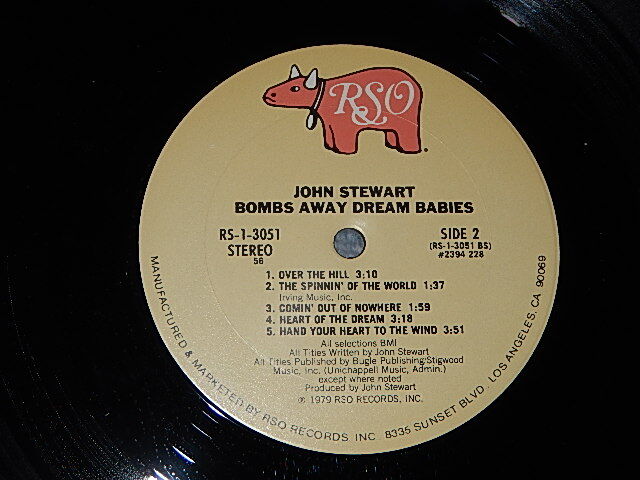 RSO
JOHN STEWART
BOMBS AWAY DREAM BABIES
RS-1-3051
STEREO
56
SIDE 2
(RS-1-3051 BS)
#2394 228
1. OVER THE HILL 3:10
2. THE SPINNIN' OF THE WORLD 1:37
Irving Music, Inc.
3. COMIN' OUT OF NOWHERE 1:59
4. HEART OF THE DREAM 3:18
5. HAND YOUR HEART TO THE WIND 3:51
All selections BMI
All Titles Written by John Stewart
All Titles Published by Bugle Publishing/Stigwood
Music, Inc. (Unichappell Music, Admin.)
except where noted
Produced by John Stewart
℗ 1979 RSO RECORDS, INC.
MANUFACTURED & MARKETED BY RSO RECORDS INC. 8335 SUNSET BLVD. LOS ANGELES, CA 90069